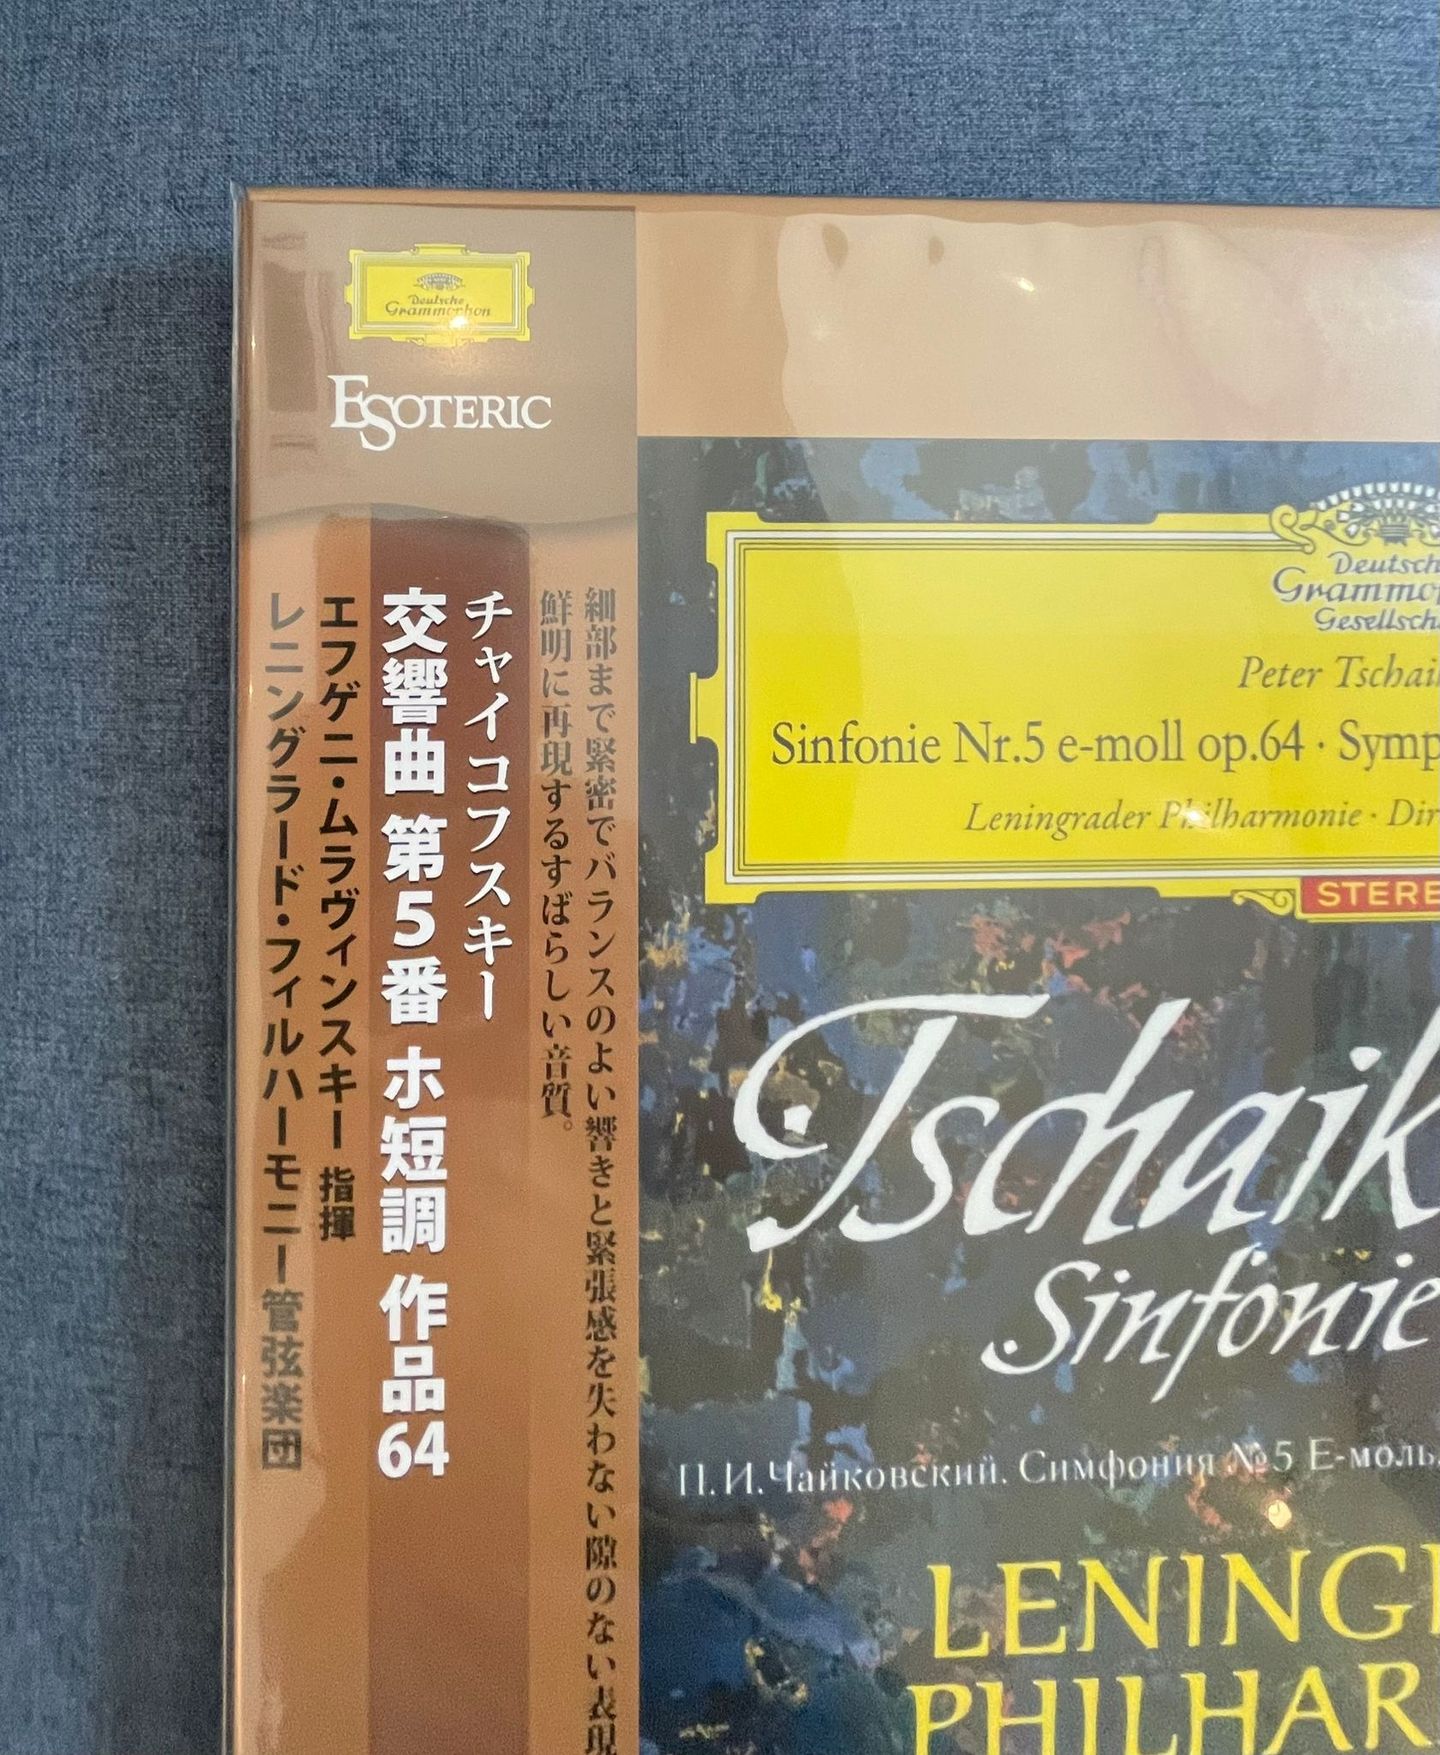 Deutsche
Grammophon
ESOTERIC
細部まで緊密でバランスのよい響きと緊張感を失わない隙のない表現
鮮明に再現するすばらしい音質。
チャイコフスキー
交響曲 第5番 ホ短調 作品64
エフゲニ・ムラヴィンスキー 指揮
レニングラード・フィルハーモニー管弦楽団
Deutsch
Grammop
Gesellscha
Peter Tschaik
Sinfonie Nr.5 e-moll op.64 · Symp
Leningrader Philharmonie · Dir
STERE
Tschaik
Sinfonie
П.И.Чайковский. Симфония №5 Е-моль.
LENING
PHILHAR